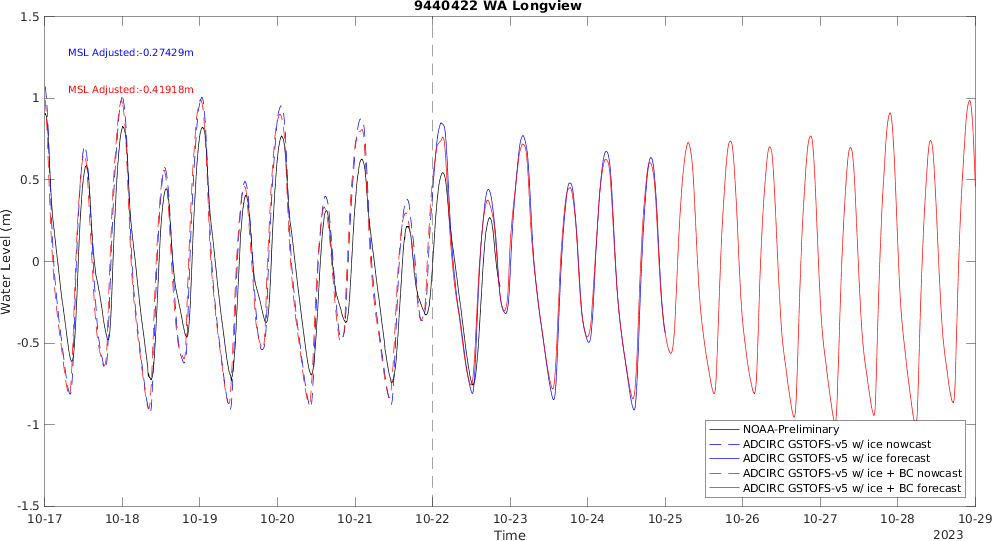 9440422 WA Longview
1.5
MSL Adjusted:-0.27429m
MSL Adjusted:-0.41918m
1
0.5
0
-0.5
-1
-1.5
Water Level (m)
NOAA-Preliminary
ADCIRC GSTOFS-v5 w/ ice nowcast
ADCIRC GSTOFS-v5 w/ ice forecast
ADCIRC GSTOFS-v5 w/ ice + BC nowcast
ADCIRC GSTOFS-v5 w/ ice + BC forecast
10-17 10-18 10-19 10-20 10-21 10-22 10-23 10-24 10-25 10-26 10-27 10-28 10-29
Time
2023